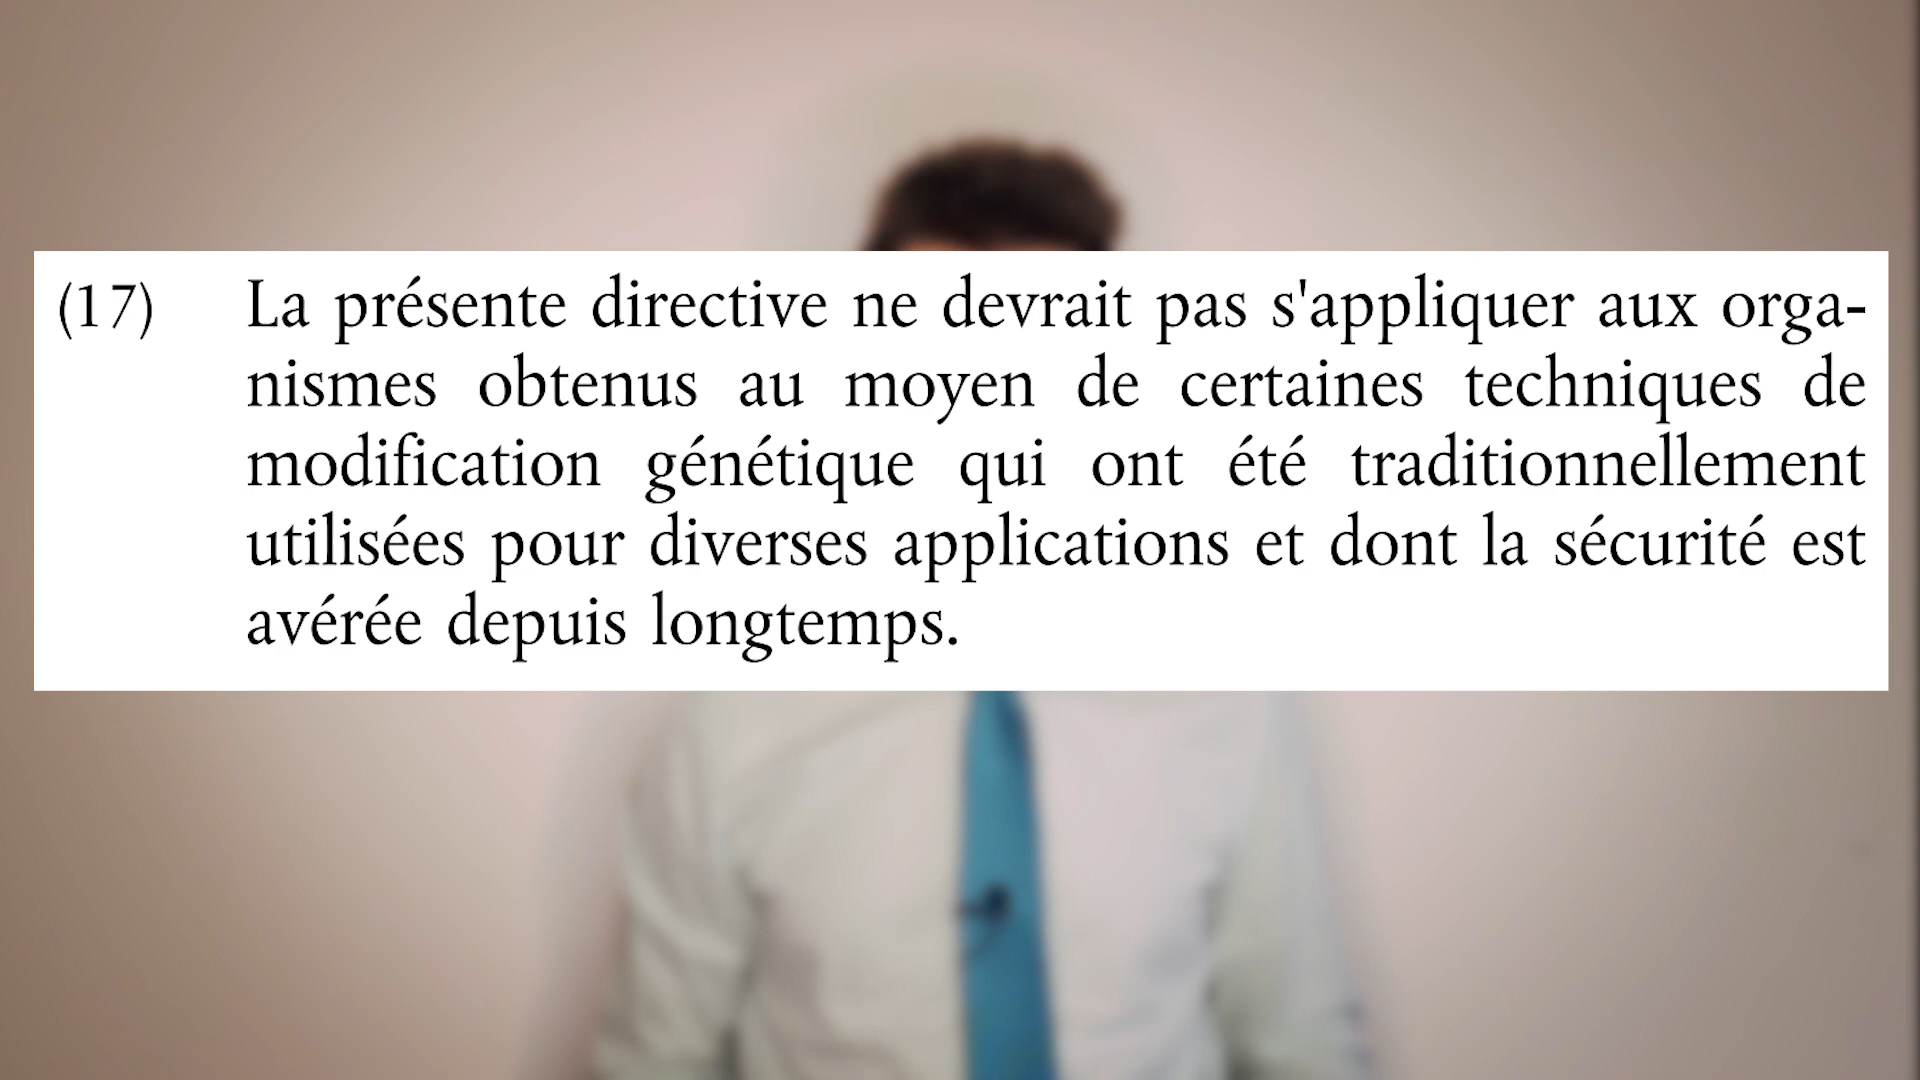 (17) La présente directive ne devrait pas s'appliquer aux orga-
nismes obtenus au moyen de certaines techniques de
modification génétique qui ont été traditionnellement
utilisées pour diverses applications et dont la sécurité est
avérée depuis longtemps.